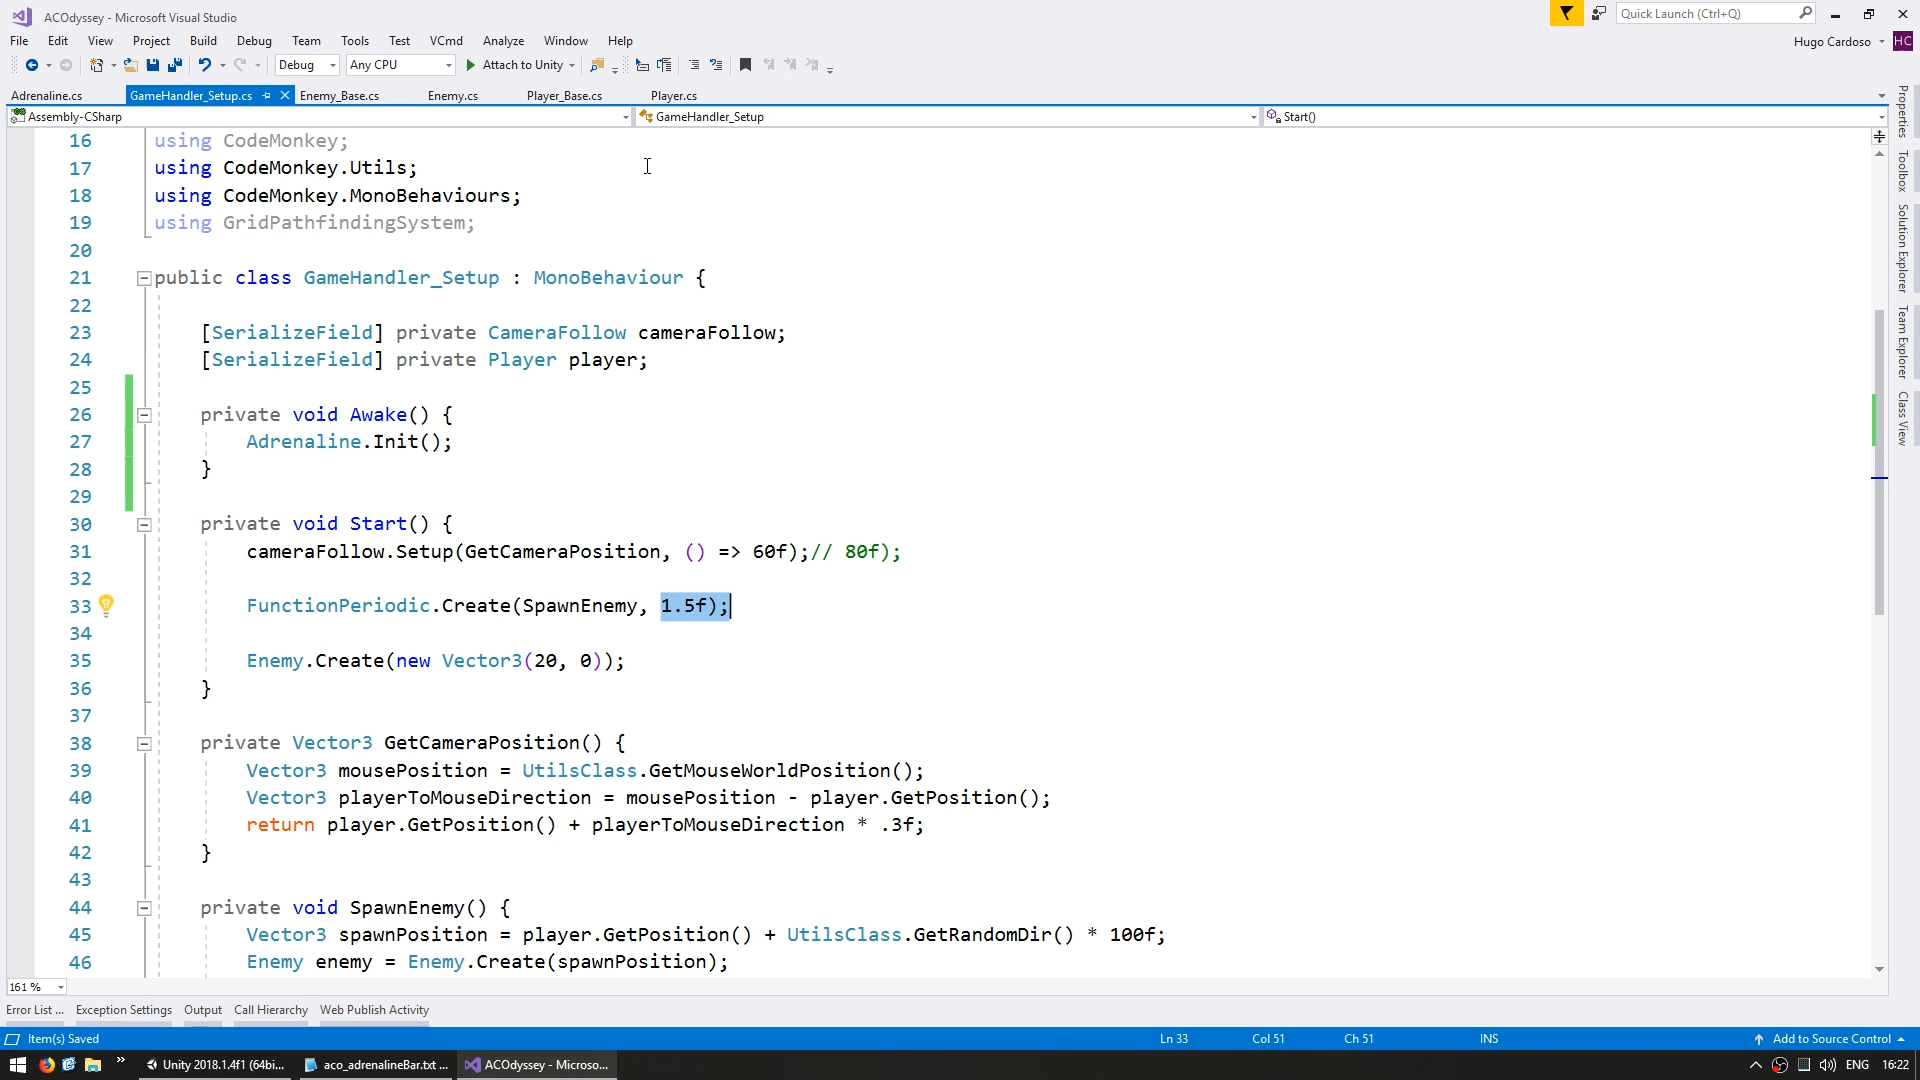 ACOdyssey - Microsoft Visual Studio
Quick Launch (Ctrl+Q)
File Edit View Project Build Debug Team Tools Test VCmd Analyze Window Help
Hugo Cardoso HC
Debug Any CPU Attach to Unity
Adrenaline.cs GameHandler_Setup.cs Enemy_Base.cs Enemy.cs Player_Base.cs Player.cs
Assembly-CSharp GameHandler_Setup Start()
16 using CodeMonkey;
17 using CodeMonkey.Utils;
18 using CodeMonkey.MonoBehaviours;
19 using GridPathfindingSystem;
20
21 public class GameHandler_Setup : MonoBehaviour {
22
23 [SerializeField] private CameraFollow cameraFollow;
24 [SerializeField] private Player player;
25
26 private void Awake() {
27 Adrenaline.Init();
28 }
29
30 private void Start() {
31 cameraFollow.Setup(GetCameraPosition, () => 60f);// 80f);
32
33 FunctionPeriodic.Create(SpawnEnemy, 1.5f);
34
35 Enemy.Create(new Vector3(20, 0));
36 }
37
38 private Vector3 GetCameraPosition() {
39 Vector3 mousePosition = UtilsClass.GetMouseWorldPosition();
40 Vector3 playerToMouseDirection = mousePosition - player.GetPosition();
41 return player.GetPosition() + playerToMouseDirection * .3f;
42 }
43
44 private void SpawnEnemy() {
45 Vector3 spawnPosition = player.GetPosition() + UtilsClass.GetRandomDir() * 100f;
46 Enemy enemy = Enemy.Create(spawnPosition);
Properties
Toolbox
Solution Explorer
Team Explorer
Class View
161 %
Error List ... Exception Settings Output Call Hierarchy Web Publish Activity
Item(s) Saved Ln 33 Col 51 Ch 51 INS Add to Source Control
» Unity 2018.1.4f1 (64bi... aco_adrenalineBar.txt ... ACOdyssey - Microso... ENG 16:22